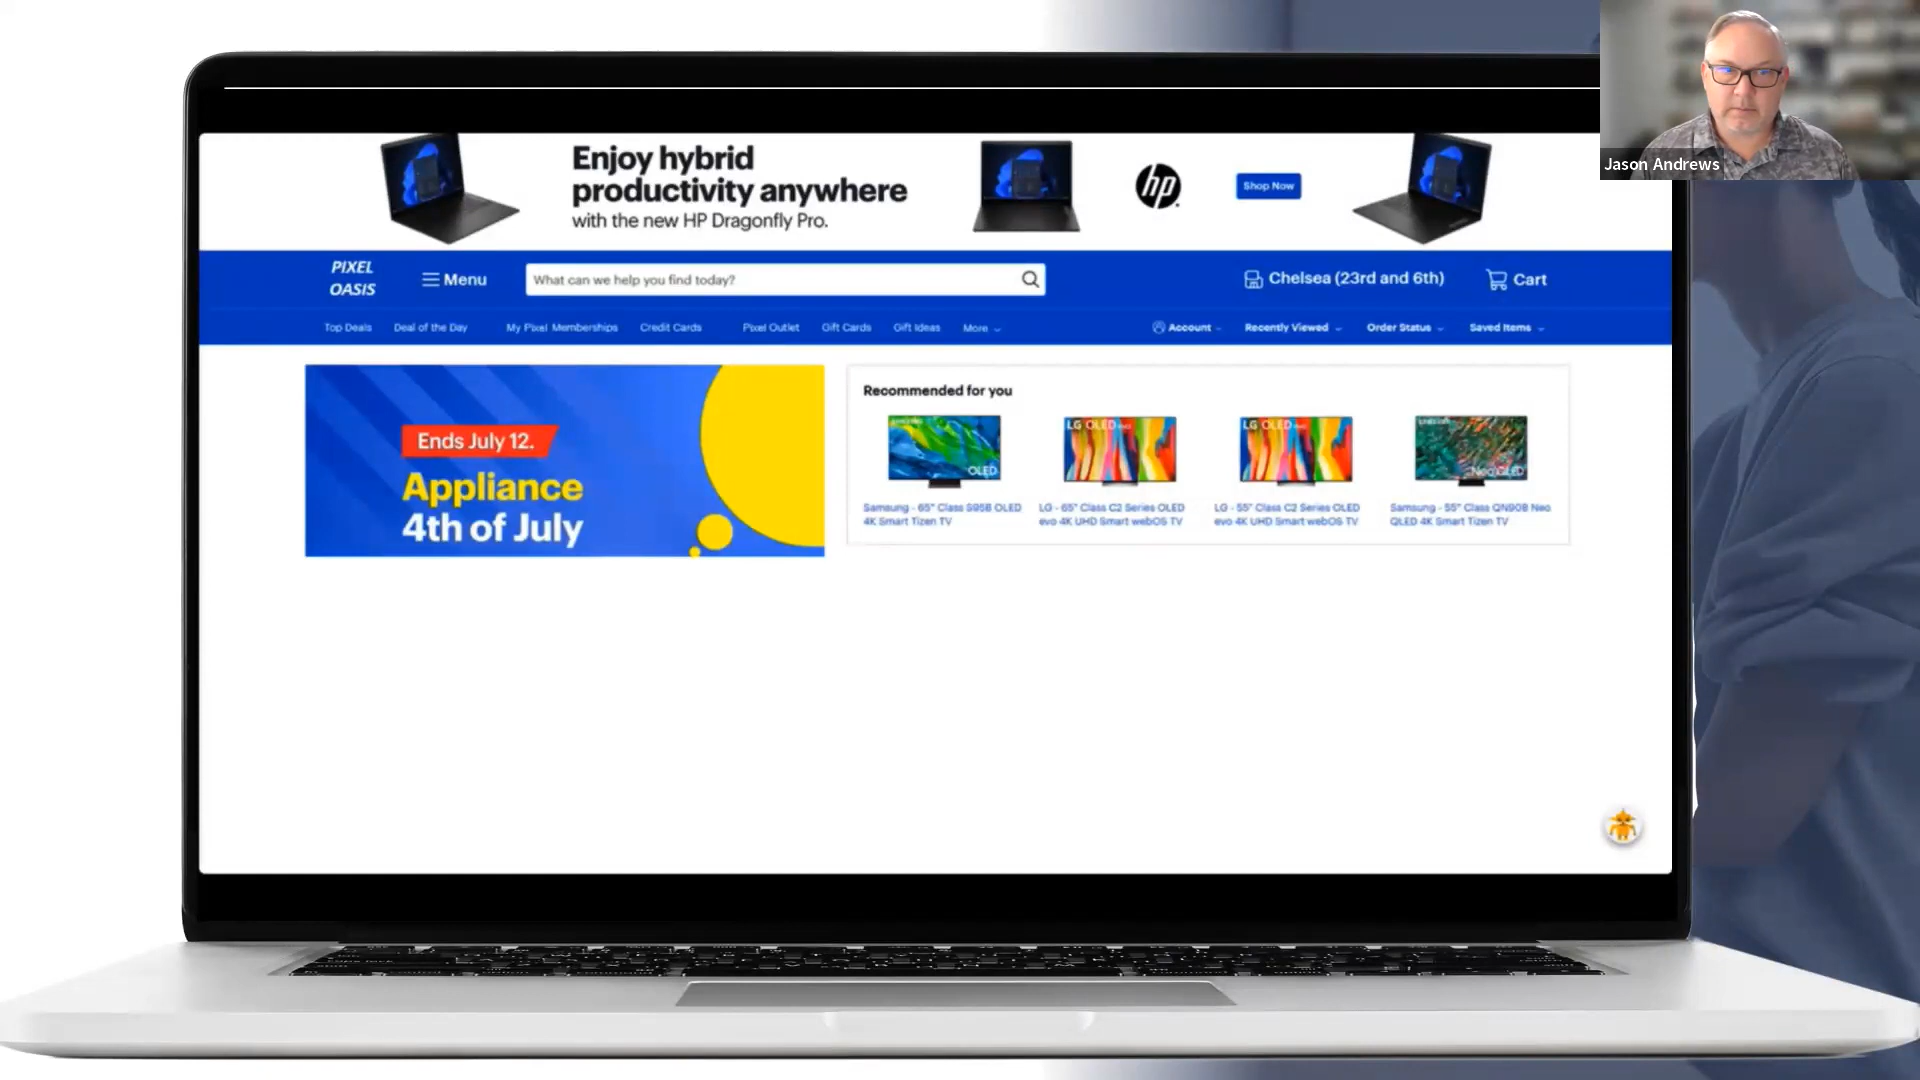 Enjoy hybrid
productivity anywhere
with the new HP Dragonfly Pro.
hp
Shop Now
Jason Andrews
PIXEL
OASIS
Menu
What can we help you find today?
Chelsea (23rd and 6th)
Cart
Top Deals
Deal of the Day
My Pixel Memberships
Credit Cards
Pixel Outlet
Gift Cards
Gift Ideas
More
Account
Recently Viewed
Order Status
Saved Items
Ends July 12.
Appliance
4th of July
Recommended for you
OLED
LG OLED evo
LG OLED evo
Neo QLED
Samsung - 65" Class S95B OLED
4K Smart Tizen TV
LG - 65" Class C2 Series OLED
evo 4K UHD Smart webOS TV
LG - 55" Class C2 Series OLED
evo 4K UHD Smart webOS TV
Samsung - 55" Class QN90B Neo
QLED 4K Smart Tizen TV